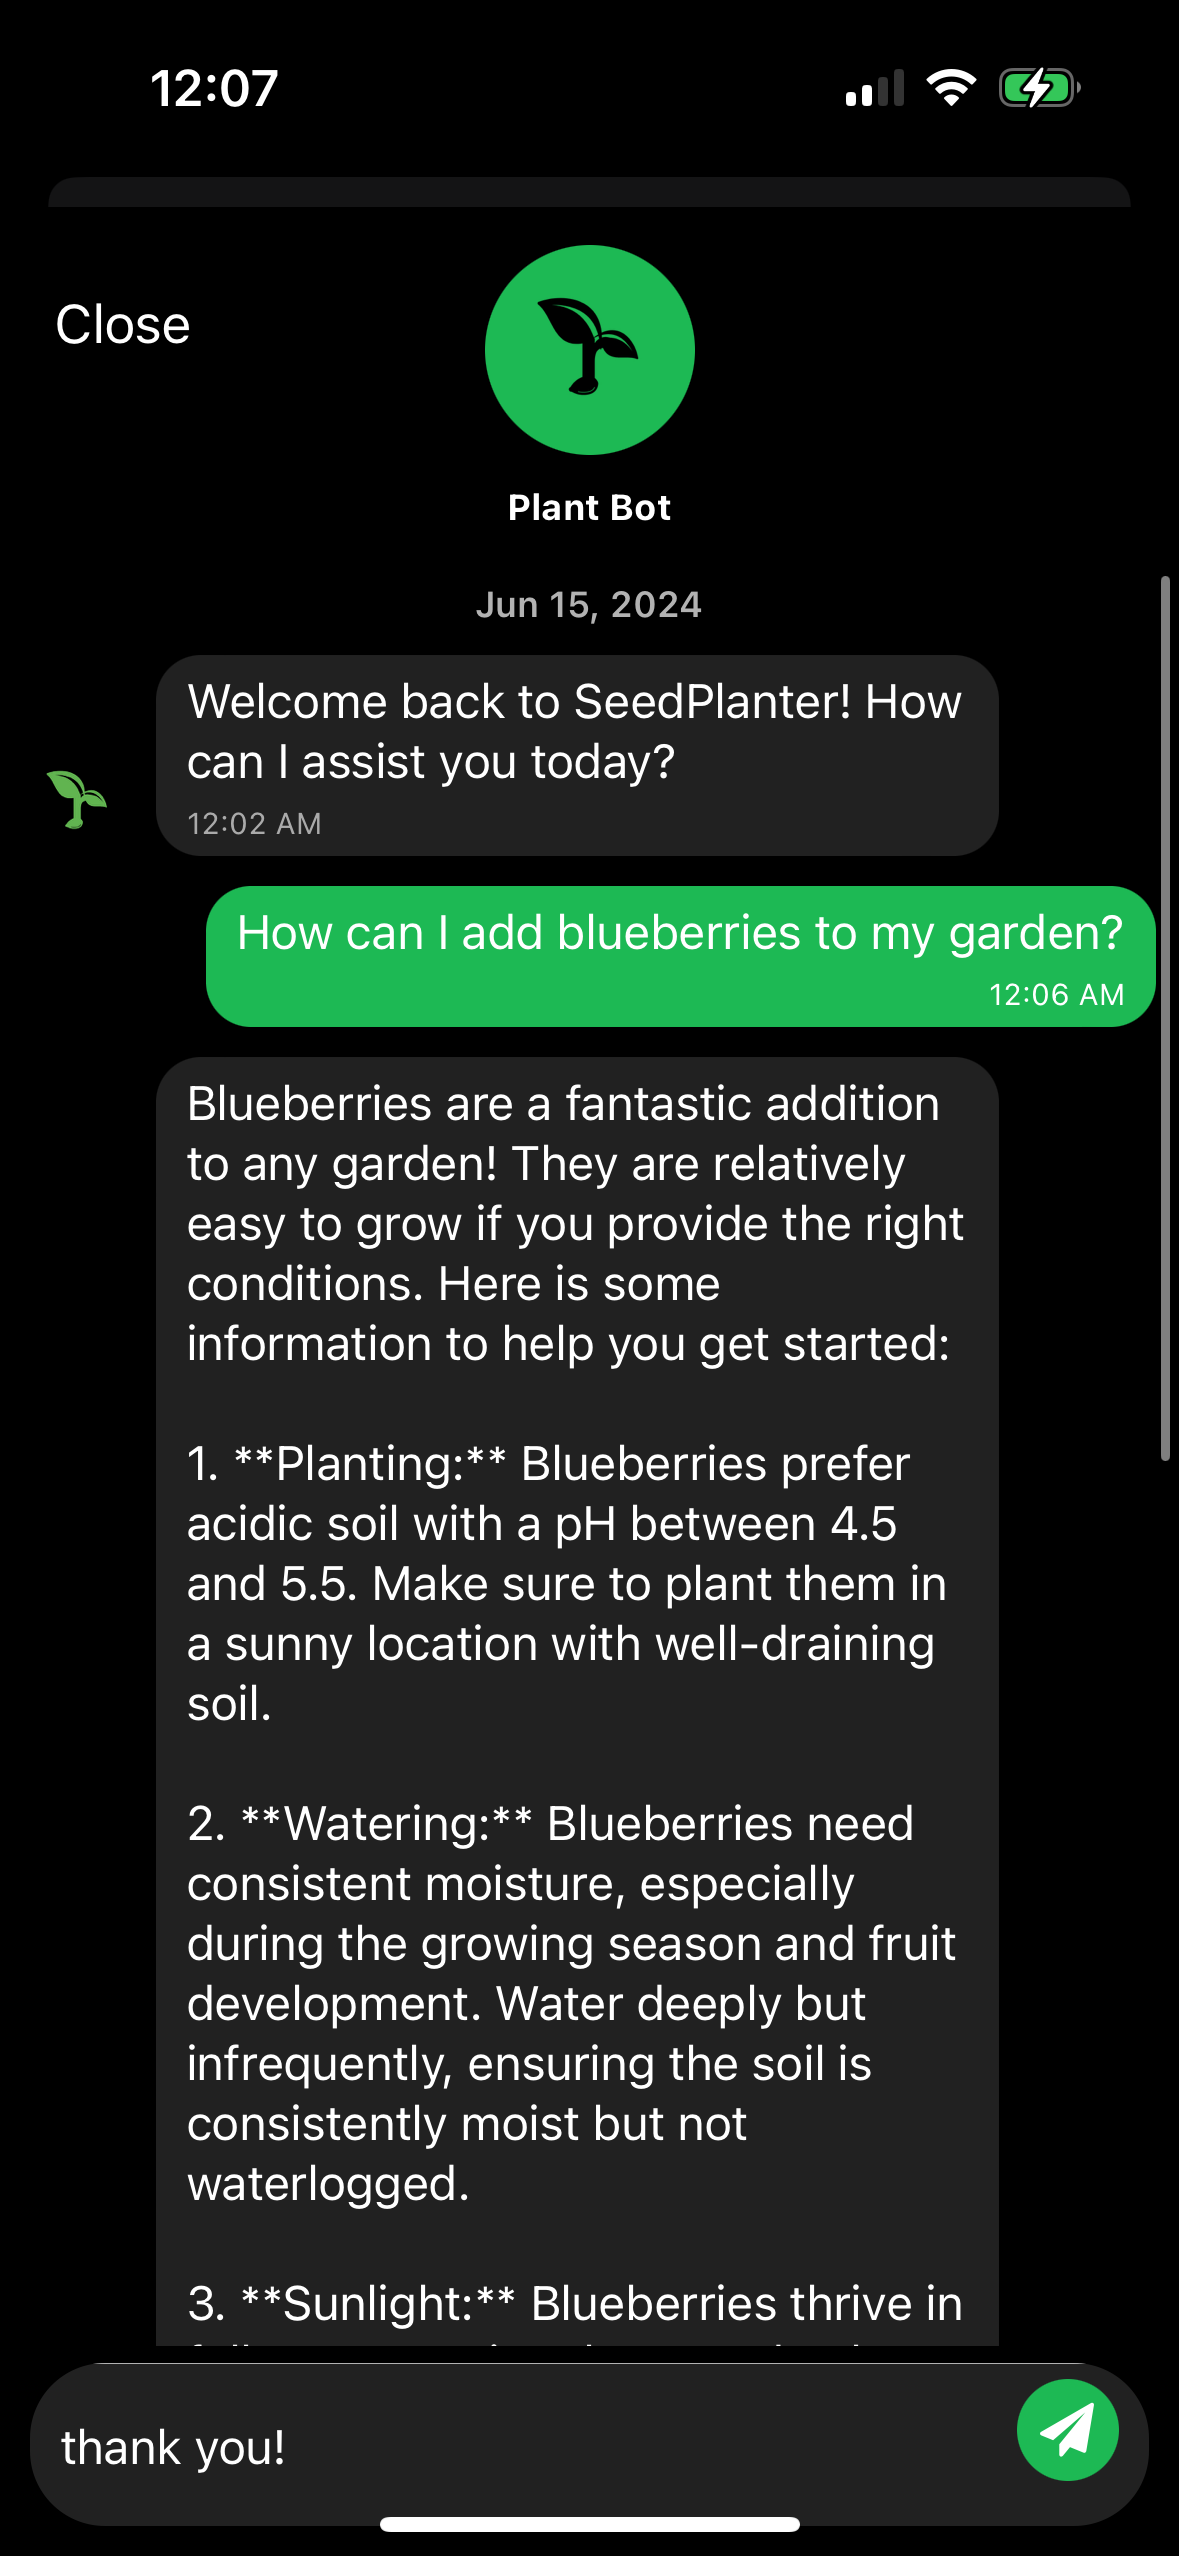 12:07
Close
Plant Bot
Jun 15, 2024
Welcome back to SeedPlanter! How
can I assist you today?
12:02 AM
How can I add blueberries to my garden?
12:06 AM
Blueberries are a fantastic addition
to any garden! They are relatively
easy to grow if you provide the right
conditions. Here is some
information to help you get started:
1. **Planting:** Blueberries prefer
acidic soil with a pH between 4.5
and 5.5. Make sure to plant them in
a sunny location with well-draining
soil.
2. **Watering:** Blueberries need
consistent moisture, especially
during the growing season and fruit
development. Water deeply but
infrequently, ensuring the soil is
consistently moist but not
waterlogged.
3. **Sunlight:** Blueberries thrive in
thank you!